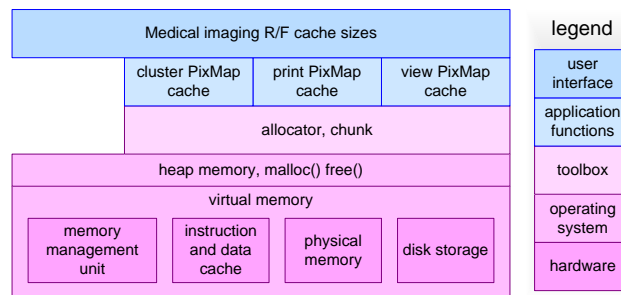 Medical imaging R/F cache sizes
cluster PixMap
cache
print PixMap
cache
view PixMap
cache
allocator, chunk
heap memory, malloc() free()
virtual memory
memory
management
unit
instruction
and data
cache
physical
memory
disk storage
legend
user
interface
application
functions
toolbox
operating
system
hardware